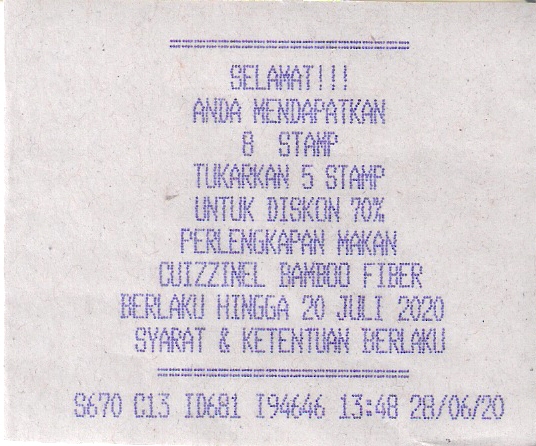 ========================
SELAMAT!!!
ANDA MENDAPATKAN
8 STAMP
TUKARKAN 5 STAMP
UNTUK DISKON 70%
PERLENGKAPAN MAKAN
CUIZZINEL BAMBOO FIBER
BERLAKU HINGGA 20 JULI 2020
SYARAT & KETENTUAN BERLAKU
========================
S670 C13 ID681 I94646 13:48 28/06/20